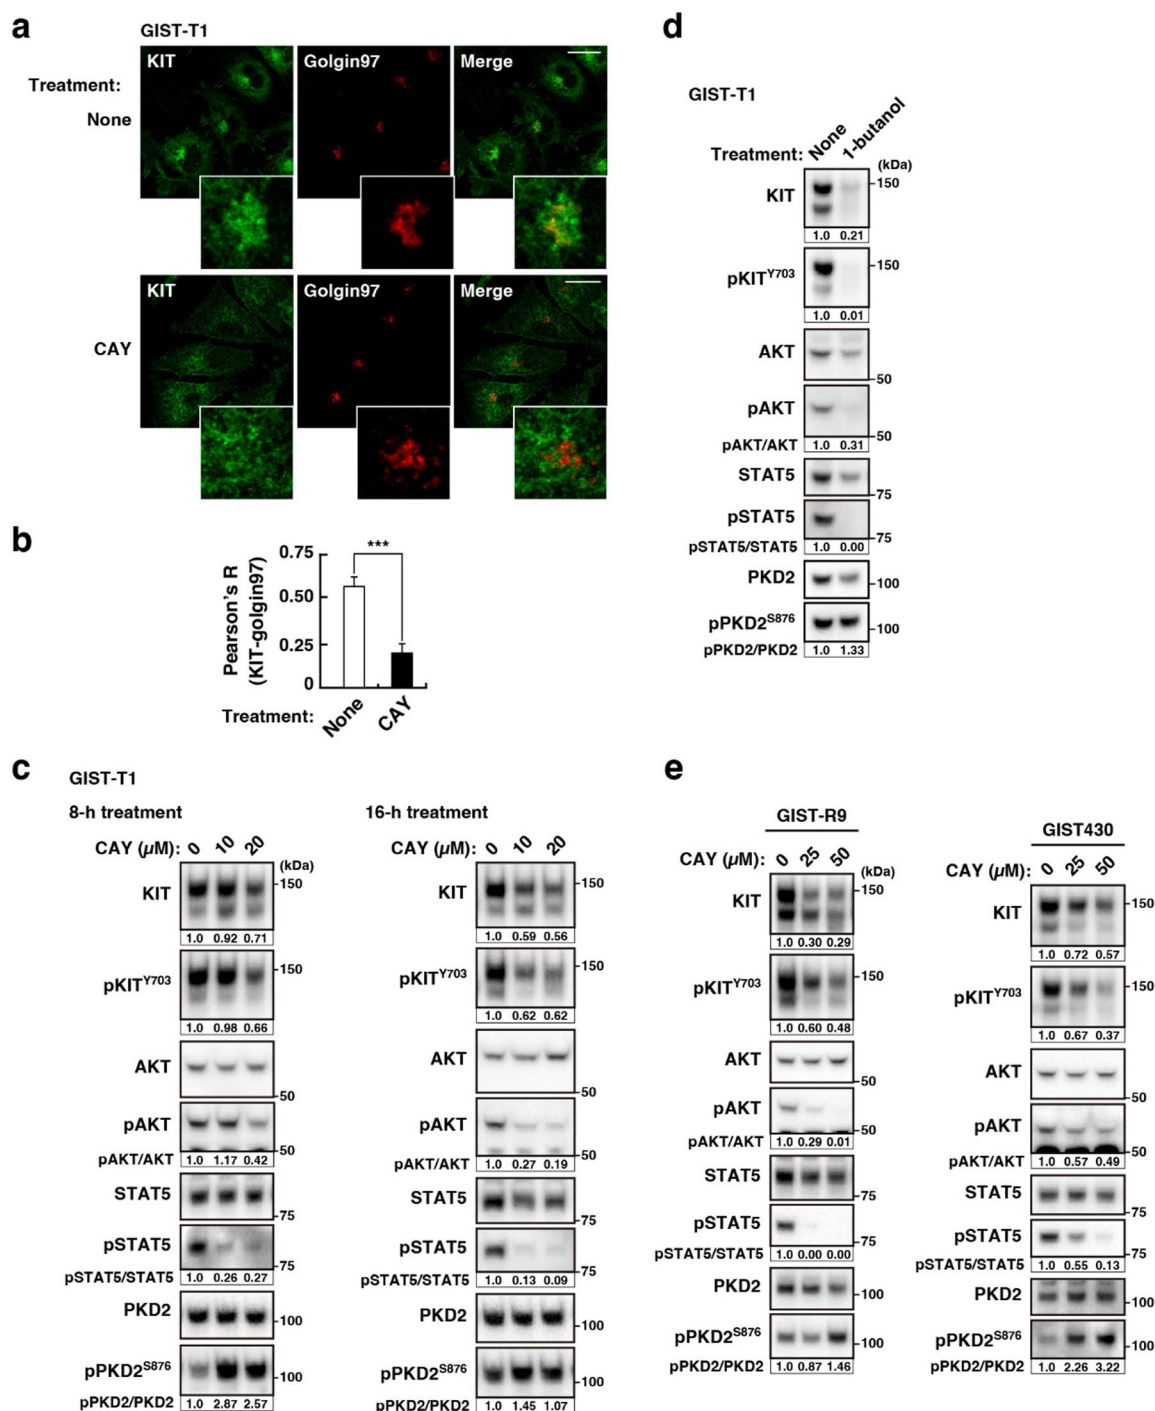 a
GIST-T1
Treatment:
None
KIT
Golgin97
Merge
CAY
KIT
Golgin97
Merge
b
Pearson's R
(KIT-golgin97)
0.75
0.50
0.25
0
***
Treatment:
None
CAY
c
GIST-T1
8-h treatment
CAY (µM): 0 10 20
(kDa)
KIT
150
1.0 0.92 0.71
pKITY703
150
1.0 0.98 0.66
AKT
50
pAKT
50
pAKT/AKT 1.0 1.17 0.42
STAT5
75
pSTAT5
75
pSTAT5/STAT5 1.0 0.26 0.27
PKD2
100
pPKD2S876
100
pPKD2/PKD2 1.0 2.87 2.57
16-h treatment
CAY (µM): 0 10 20
KIT
150
1.0 0.59 0.56
pKITY703
150
1.0 0.62 0.62
AKT
50
pAKT
50
pAKT/AKT 1.0 0.27 0.19
STAT5
75
pSTAT5
75
pSTAT5/STAT5 1.0 0.13 0.09
PKD2
100
pPKD2S876
100
pPKD2/PKD2 1.0 1.45 1.07
d
GIST-T1
Treatment: None 1-butanol
(kDa)
KIT
150
1.0 0.21
pKITY703
150
1.0 0.01
AKT
50
pAKT
50
pAKT/AKT 1.0 0.31
STAT5
75
pSTAT5
75
pSTAT5/STAT5 1.0 0.00
PKD2
100
pPKD2S876
100
pPKD2/PKD2 1.0 1.33
e
GIST-R9
CAY (µM): 0 25 50
(kDa)
KIT
150
1.0 0.30 0.29
pKITY703
150
1.0 0.60 0.48
AKT
50
pAKT
50
pAKT/AKT 1.0 0.29 0.01
STAT5
75
pSTAT5
75
pSTAT5/STAT5 1.0 0.00 0.00
PKD2
100
pPKD2S876
100
pPKD2/PKD2 1.0 0.87 1.46
GIST430
CAY (µM): 0 25 50
KIT
150
1.0 0.72 0.57
pKITY703
150
1.0 0.67 0.37
AKT
50
pAKT
50
pAKT/AKT 1.0 0.57 0.49
STAT5
75
pSTAT5
75
pSTAT5/STAT5 1.0 0.55 0.13
PKD2
100
pPKD2S876
100
pPKD2/PKD2 1.0 2.26 3.22